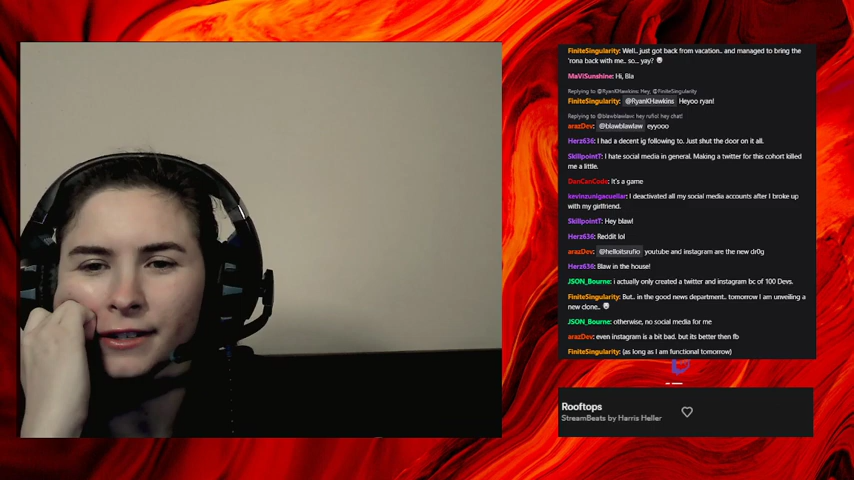 FiniteSingularity: Well.. just got back from vacation.. and managed to bring the
'rona back with me.. so... yay?
MaViSunshine: Hi, Bla
Replying to @RyanKHawkins: Hey, @FiniteSingularity
FiniteSingularity: @RyanKHawkins Heyoo ryan!
Replying to @blawblawlaw: hey rufio! hey chat!
arazDev: @blawblawlaw eyyooo
Herz636: I had a decent ig following to. Just shut the door on it all.
SkillpointT: I hate social media in general. Making a twitter for this cohort killed
me a little.
DanCanCode: It's a game
kevinzunigacuellar: I deactivated all my social media accounts after I broke up
with my girlfriend.
SkillpointT: Hey blaw!
Herz636: Reddit lol
arazDev: @helloitsrufio youtube and instagram are the new dr0g
Herz636: Blaw in the house!
JSON_Bourne: i actually only created a twitter and instagram bc of 100 Devs.
FiniteSingularity: But.. in the good news department.. tomorrow I am unveiling a
new clone..
JSON_Bourne: otherwise, no social media for me
arazDev: even instagram is a bit bad. but its better then fb
FiniteSingularity: (as long as I am functional tomorrow)
Rooftops
StreamBeats by Harris Heller